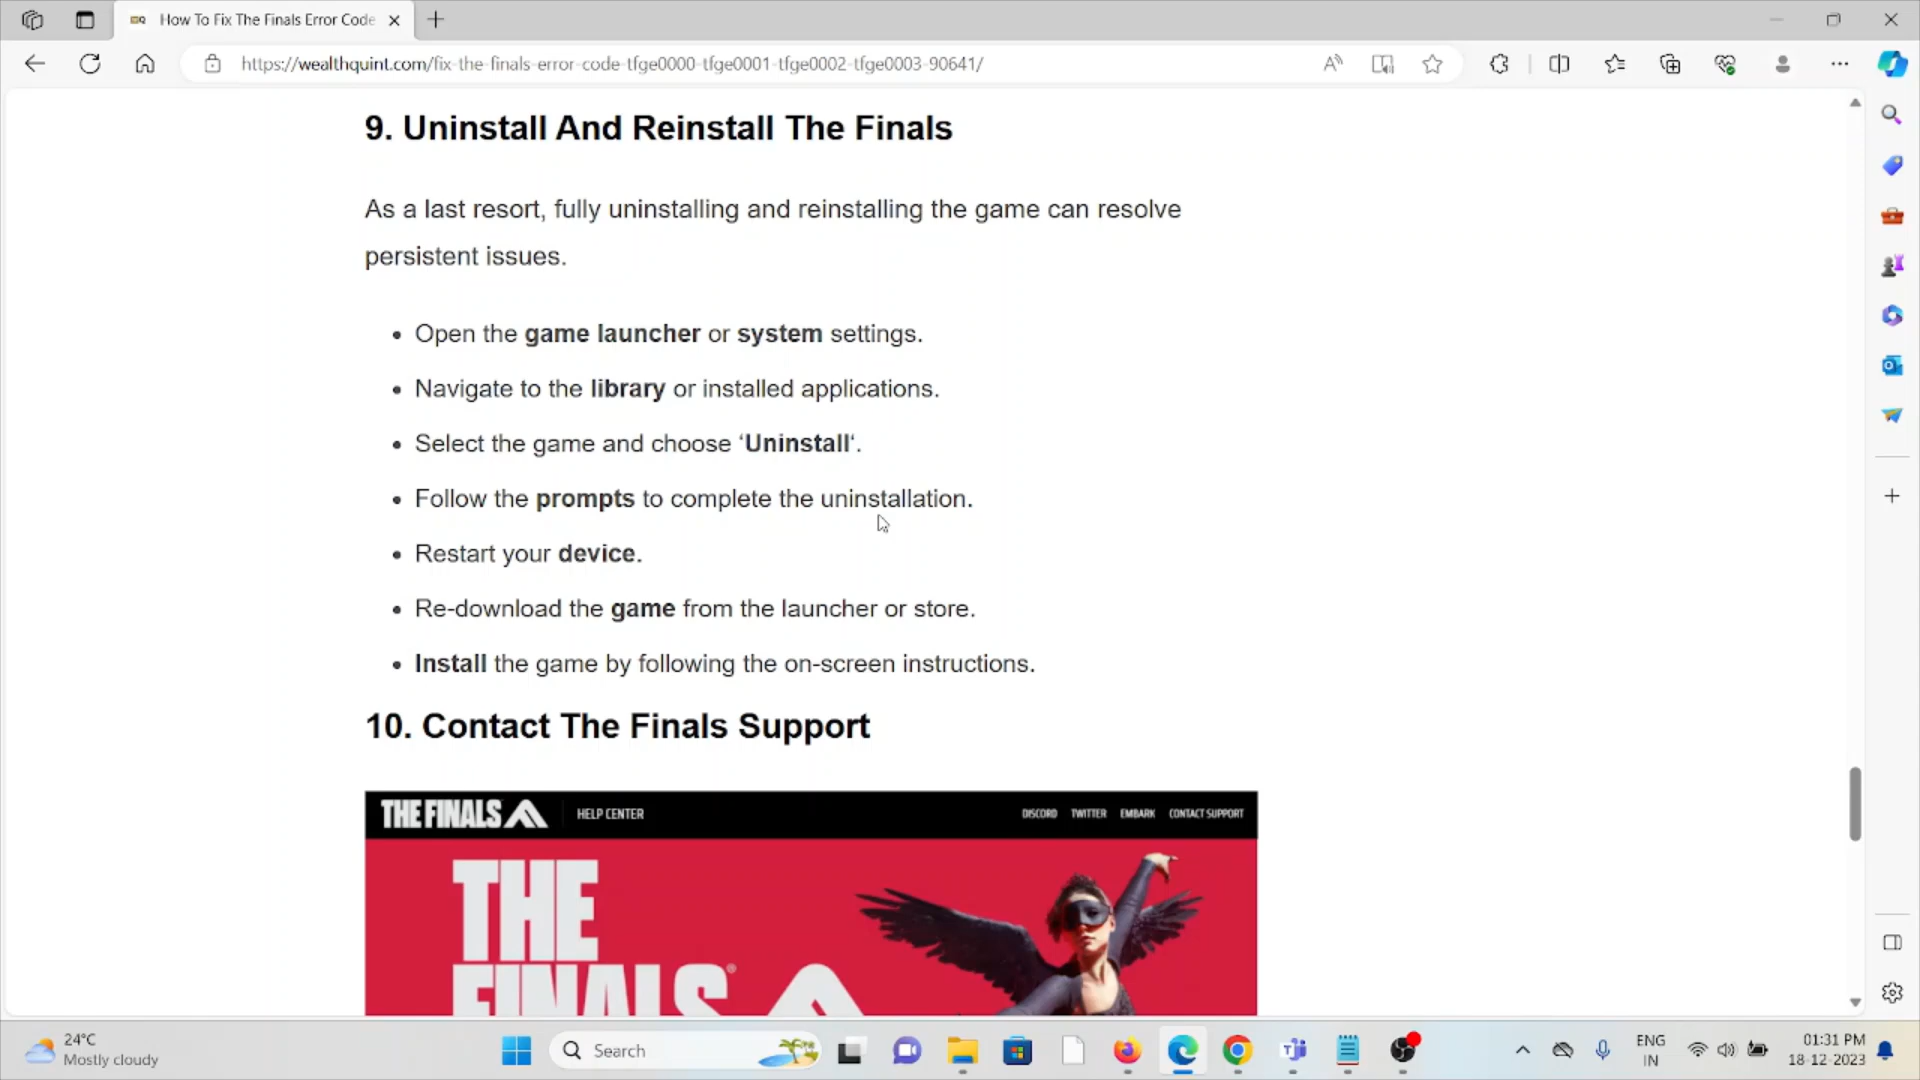 How To Fix The Finals Error Code
https://wealthquint.com/fix-the-finals-error-code-tfge0000-tfge0001-tfge0002-tfge0003-90641/
9. Uninstall And Reinstall The Finals
As a last resort, fully uninstalling and reinstalling the game can resolve
persistent issues.
• Open the game launcher or system settings.
• Navigate to the library or installed applications.
• Select the game and choose ‘Uninstall‘.
• Follow the prompts to complete the uninstallation.
• Restart your device.
• Re-download the game from the launcher or store.
• Install the game by following the on-screen instructions.
10. Contact The Finals Support
THE FINALS HELP CENTER DISCORD TWITTER EMBARK CONTACT SUPPORT
THE
FINALS®
24°C
Mostly cloudy
Search
ENG
IN
01:31 PM
18-12-2023